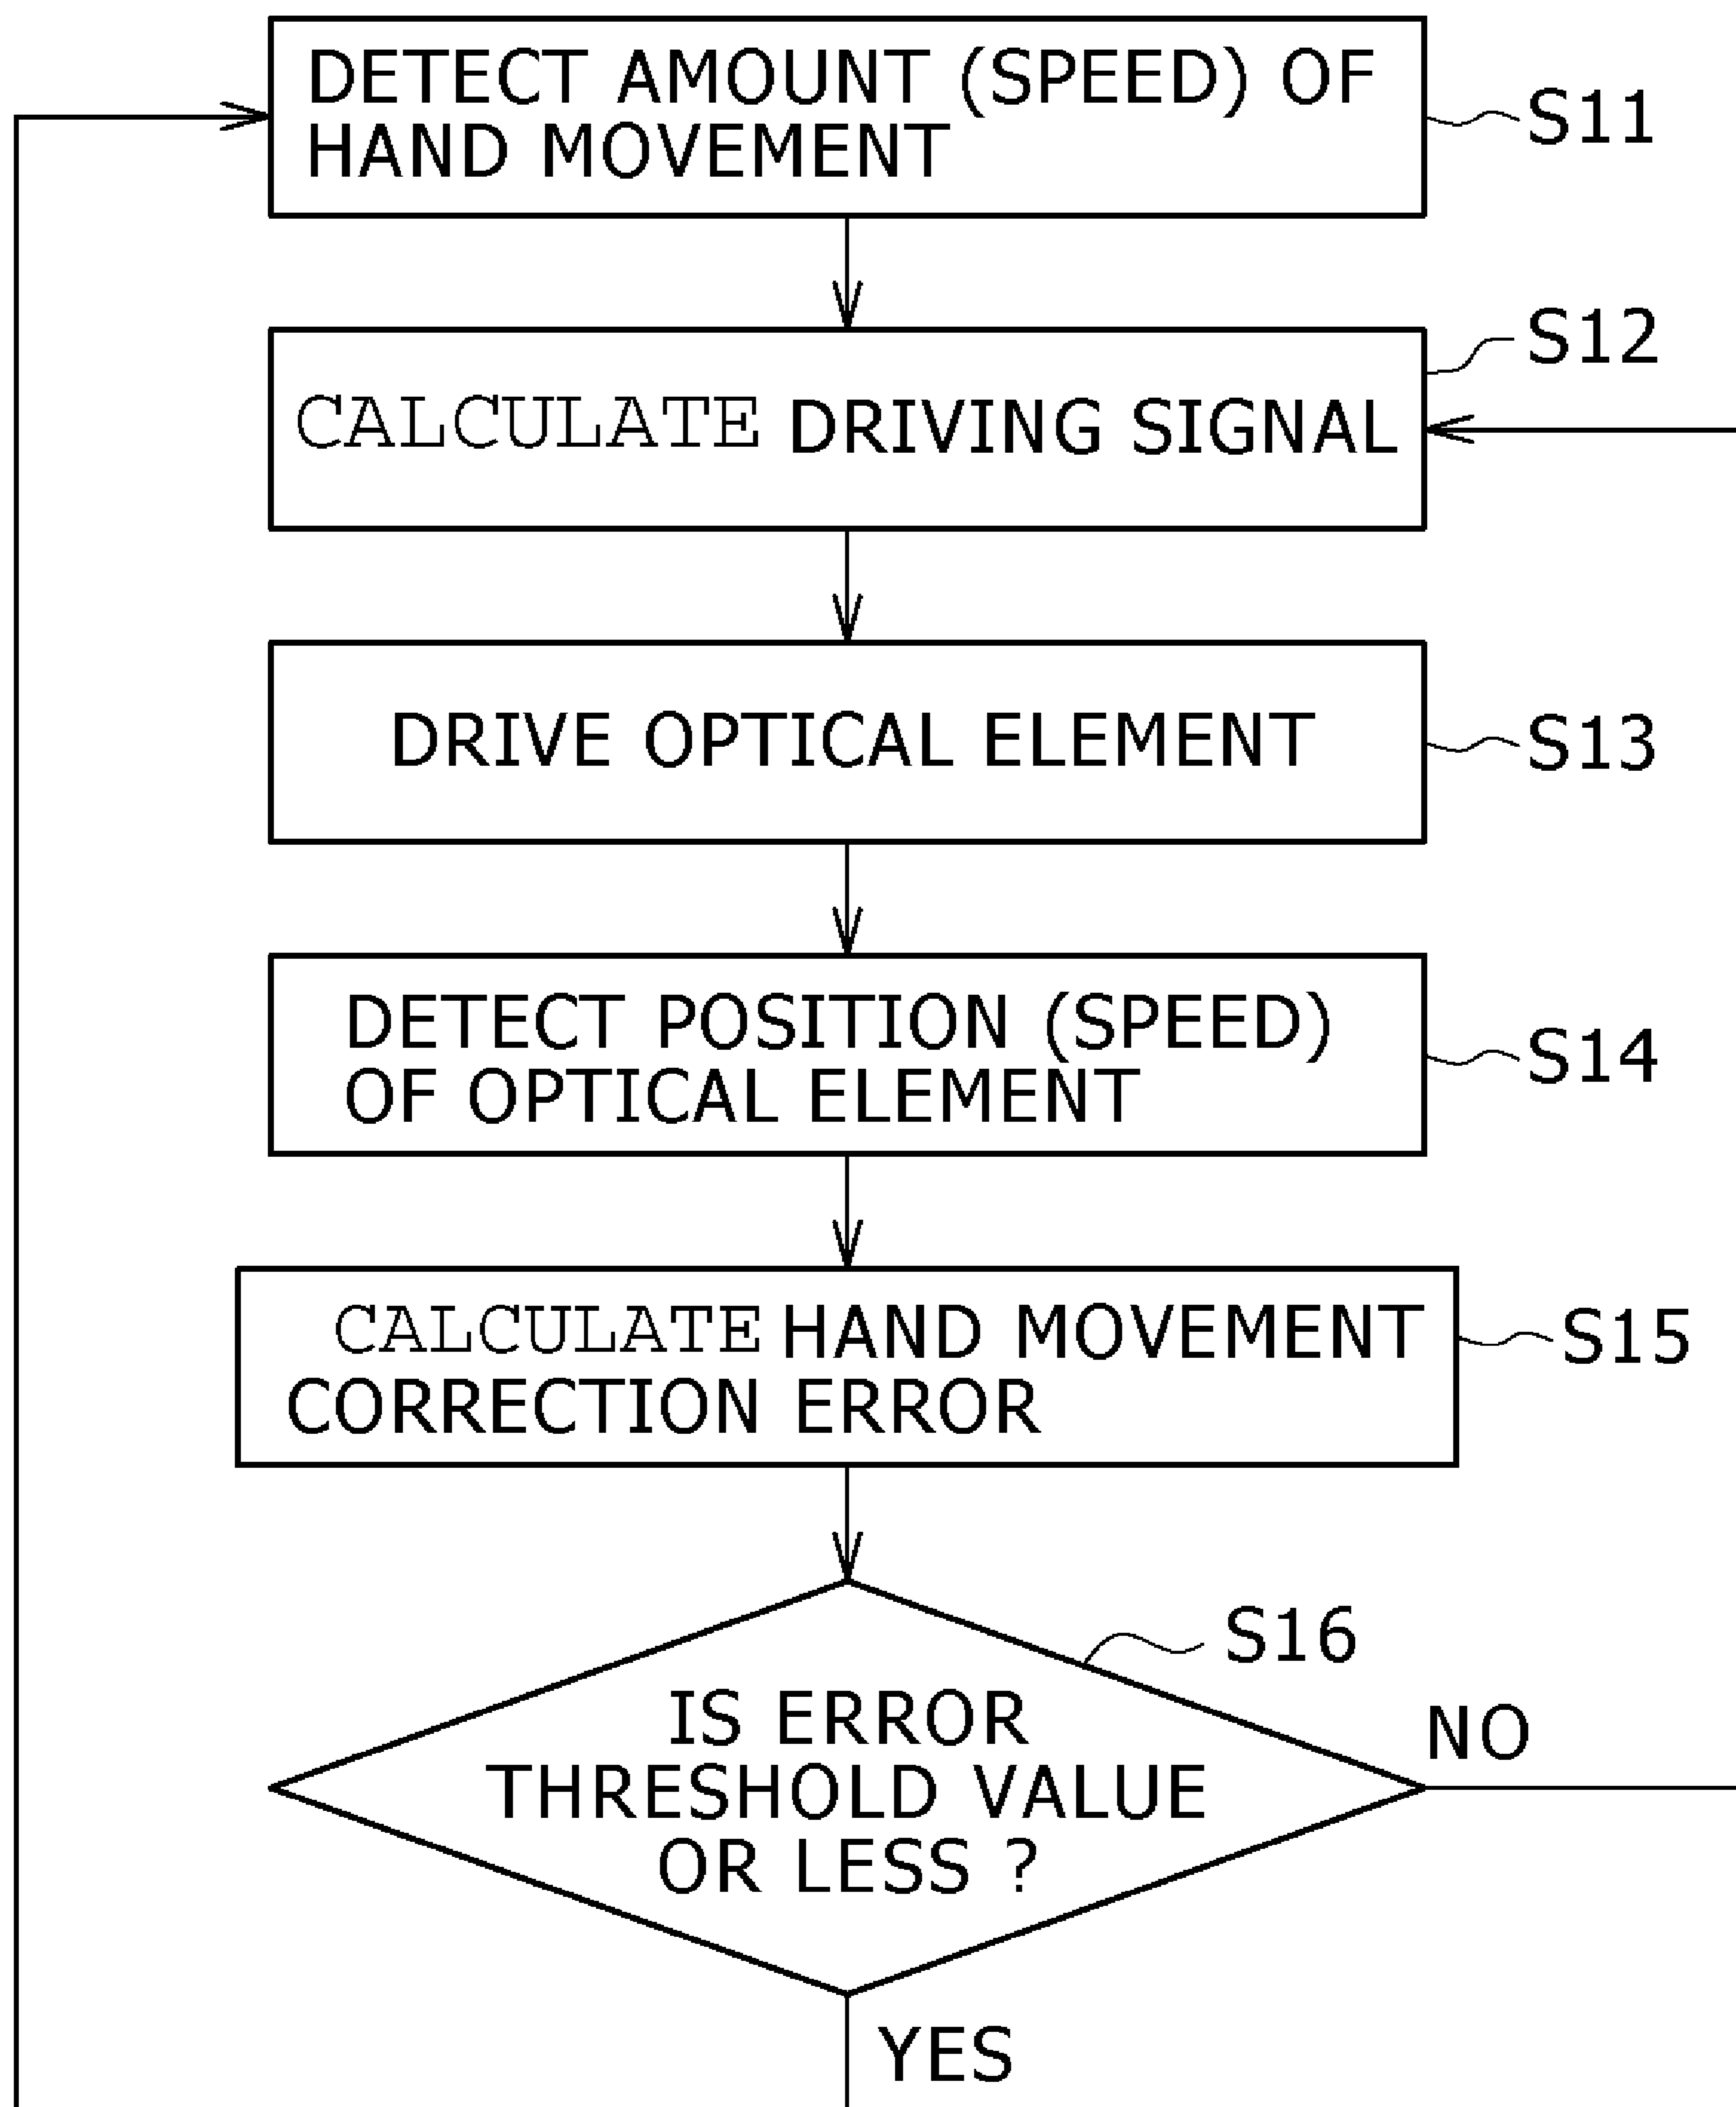 DETECT AMOUNT (SPEED) OF
HAND MOVEMENT
S11
S12
CALCULATE DRIVING SIGNAL
DRIVE OPTICAL ELEMENT
S13
DETECT POSITION (SPEED)
OF OPTICAL ELEMENT
S14
CALCULATE HAND MOVEMENT
CORRECTION ERROR
S15
S16
IS ERROR
THRESHOLD VALUE
OR LESS ?
NO
YES